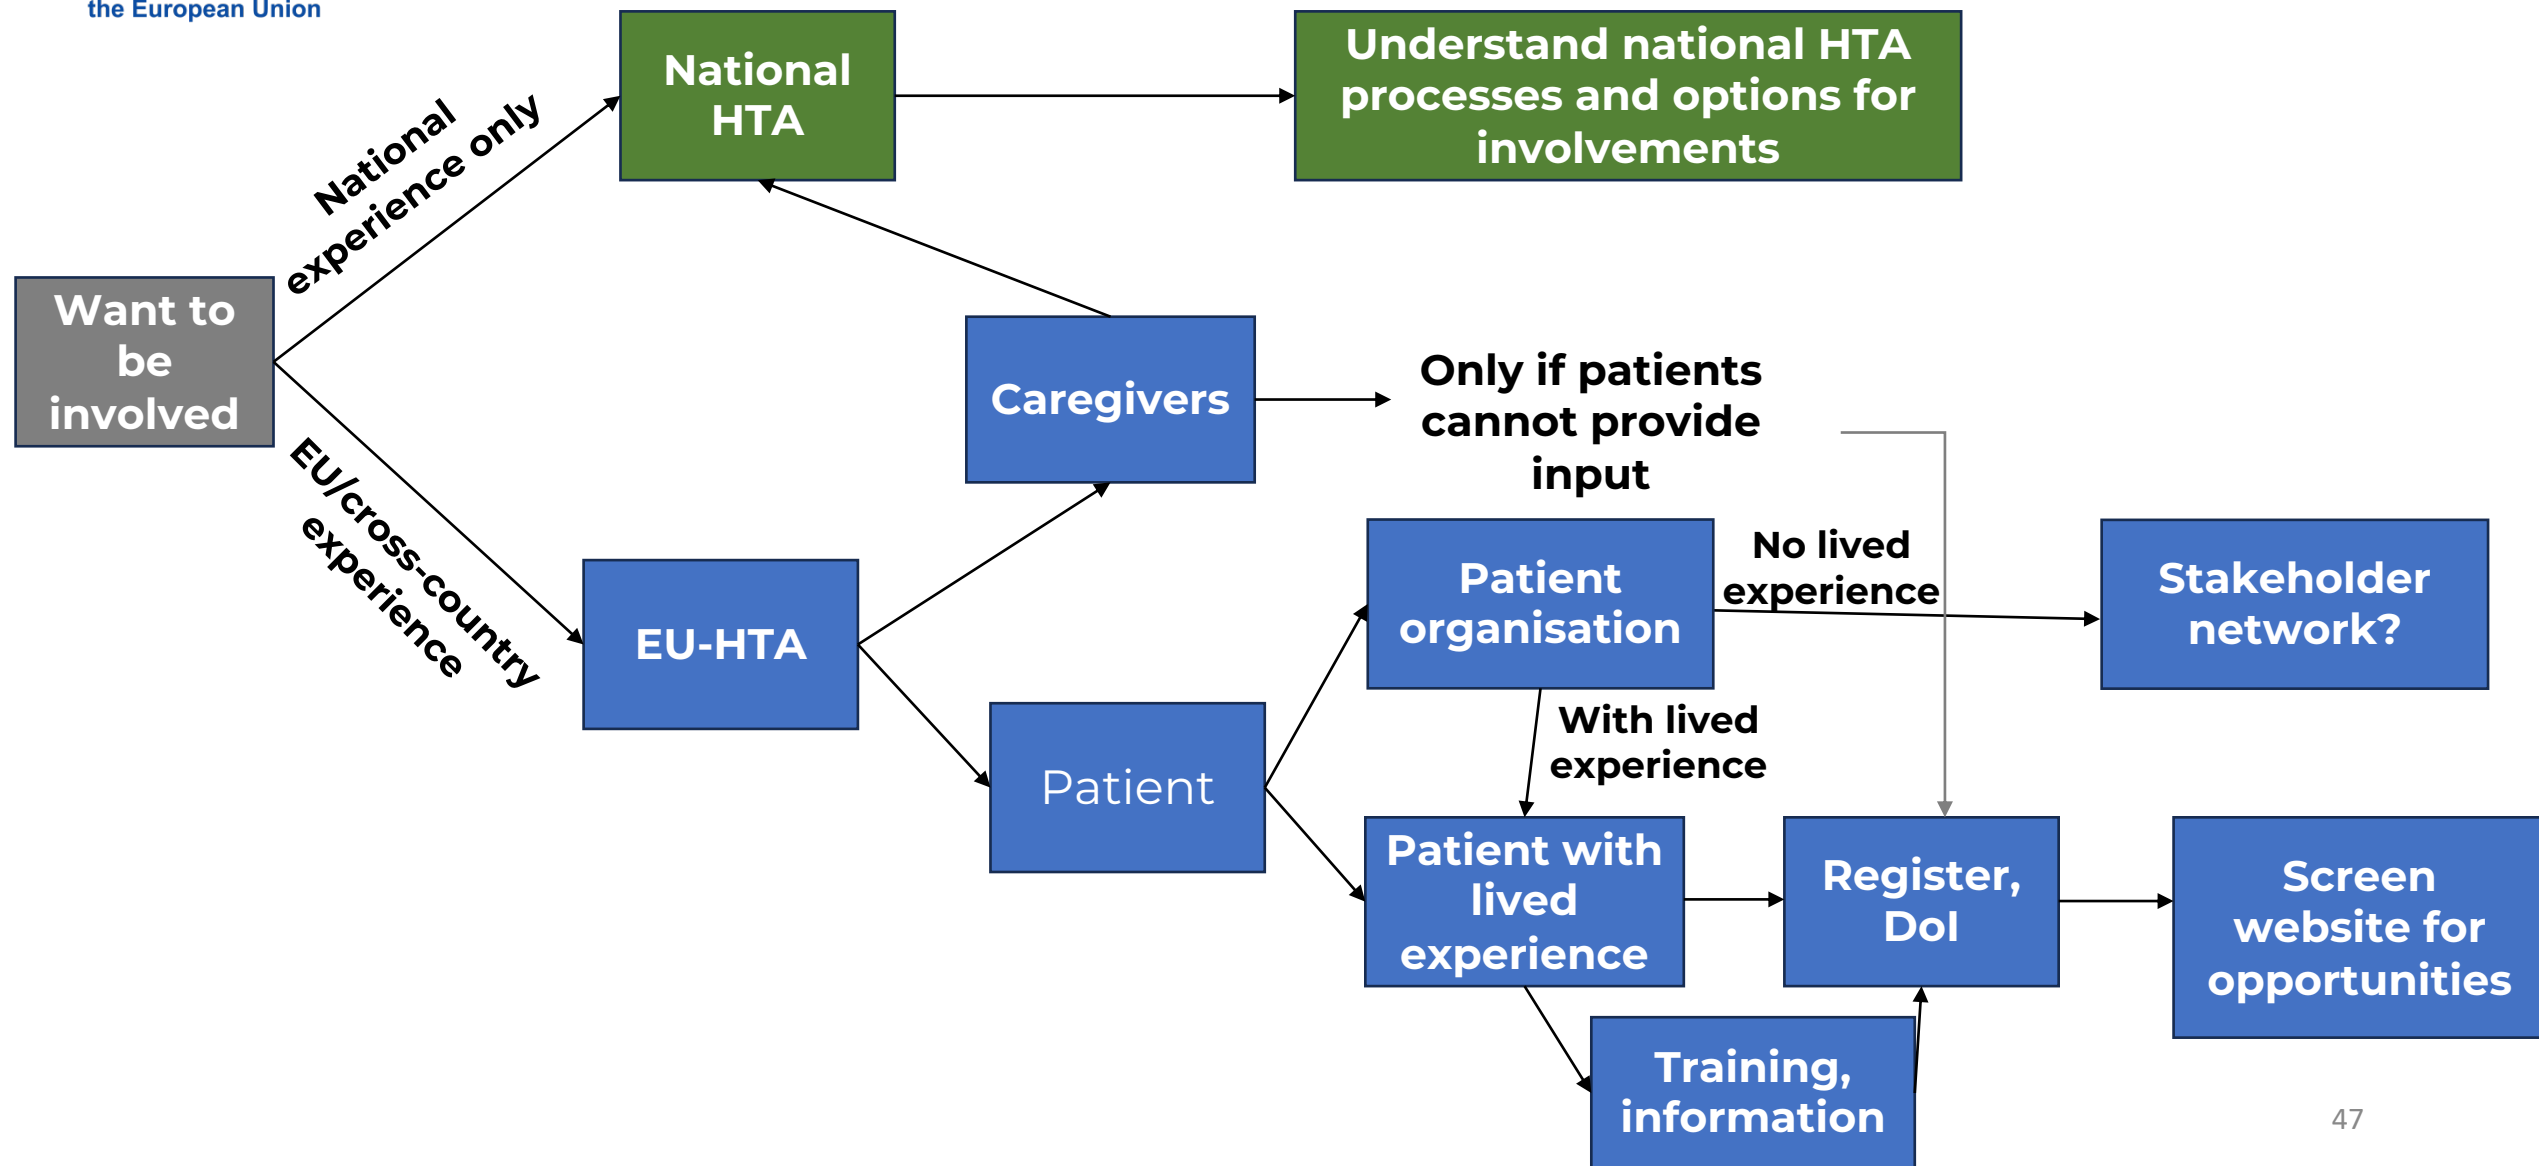 the European Union
National
HTA
Understand national HTA
processes and options for
involvements
National
experience only
Want to
be
involved
Caregivers
Only if patients
cannot provide
input
EU/cross-country
experience
EU-HTA
Patient
organisation
No lived
experience
Stakeholder
network?
With lived
experience
Patient
Patient with
lived
experience
Register,
DoI
Screen
website for
opportunities
Training,
information
47